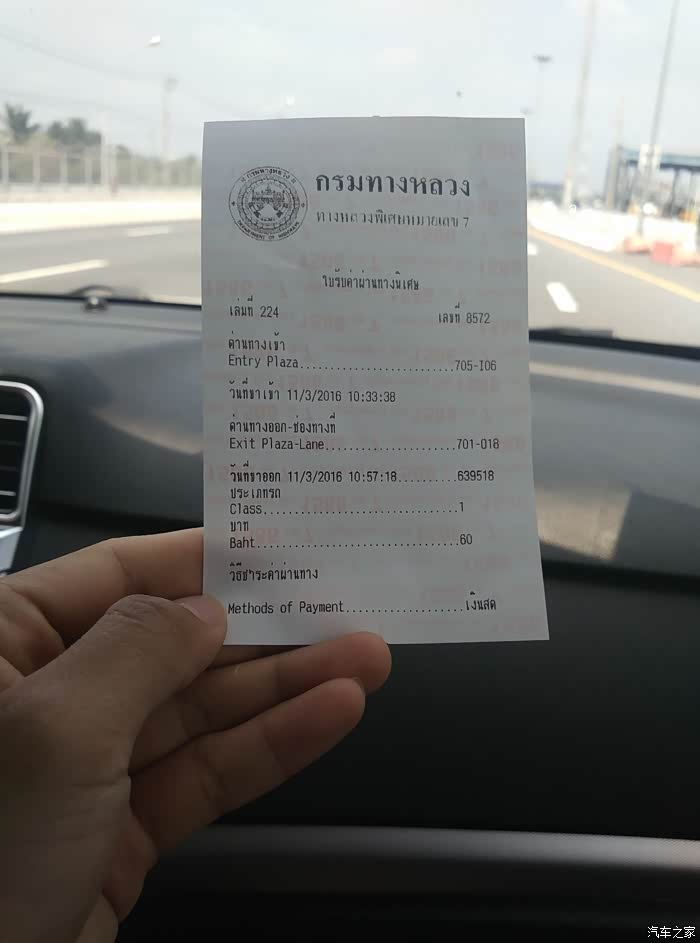 กรมทางหลวง
ทางหลวงพิเศษหมายเลข 7
ใบรับค่าผ่านทางพิเศษ
เล่มที่ 224 เลขที่ 8572
ด่านทางเข้า
Entry Plaza..........................705-I06
วันที่ขาเข้า 11/3/2016 10:33:38
ด่านทางออก-ช่องทางที่
Exit Plaza-Lane......................701-018
วันที่ขาออก 11/3/2016 10:57:18..........639518
ประเภทรถ
Class.................................1
บาท
Baht..................................60
วิธีชำระค่าผ่านทาง
Methods of Payment....................เงินสด
汽车之家